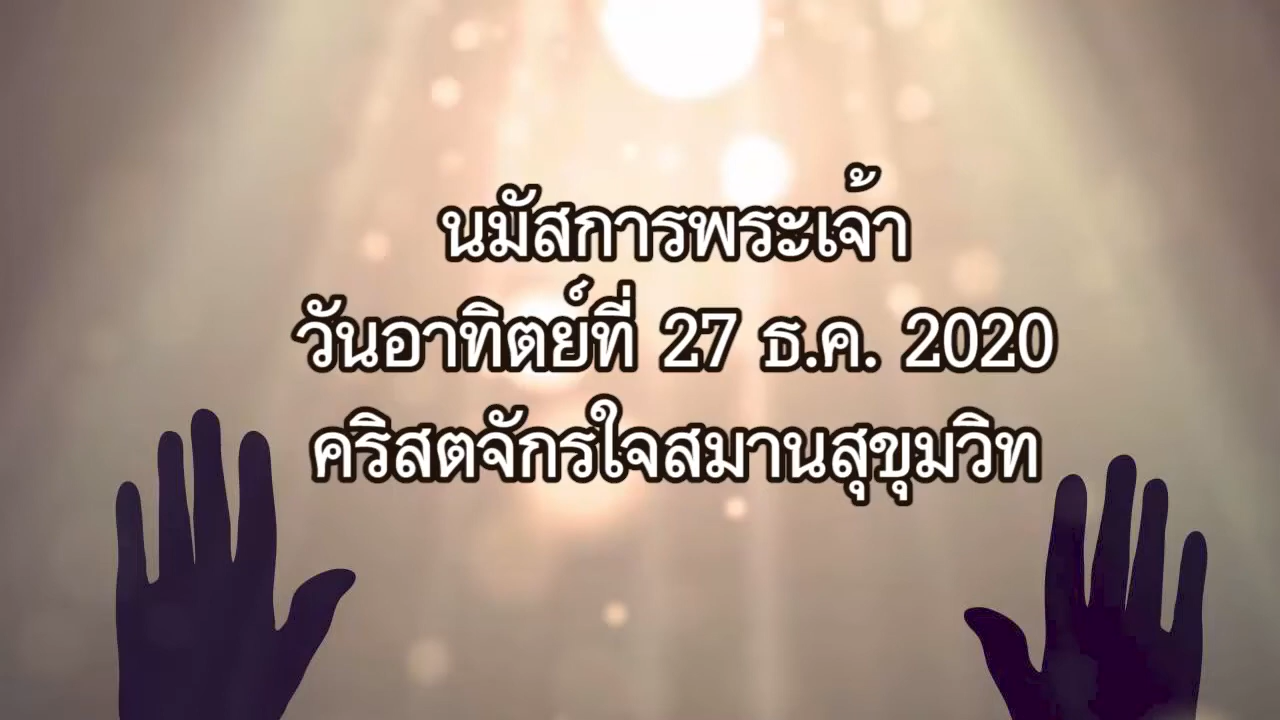 นมัสการพระเจ้า
วันอาทิตย์ที่ 27 ธ.ค. 2020
คริสตจักรใจสมานสุขุมวิท